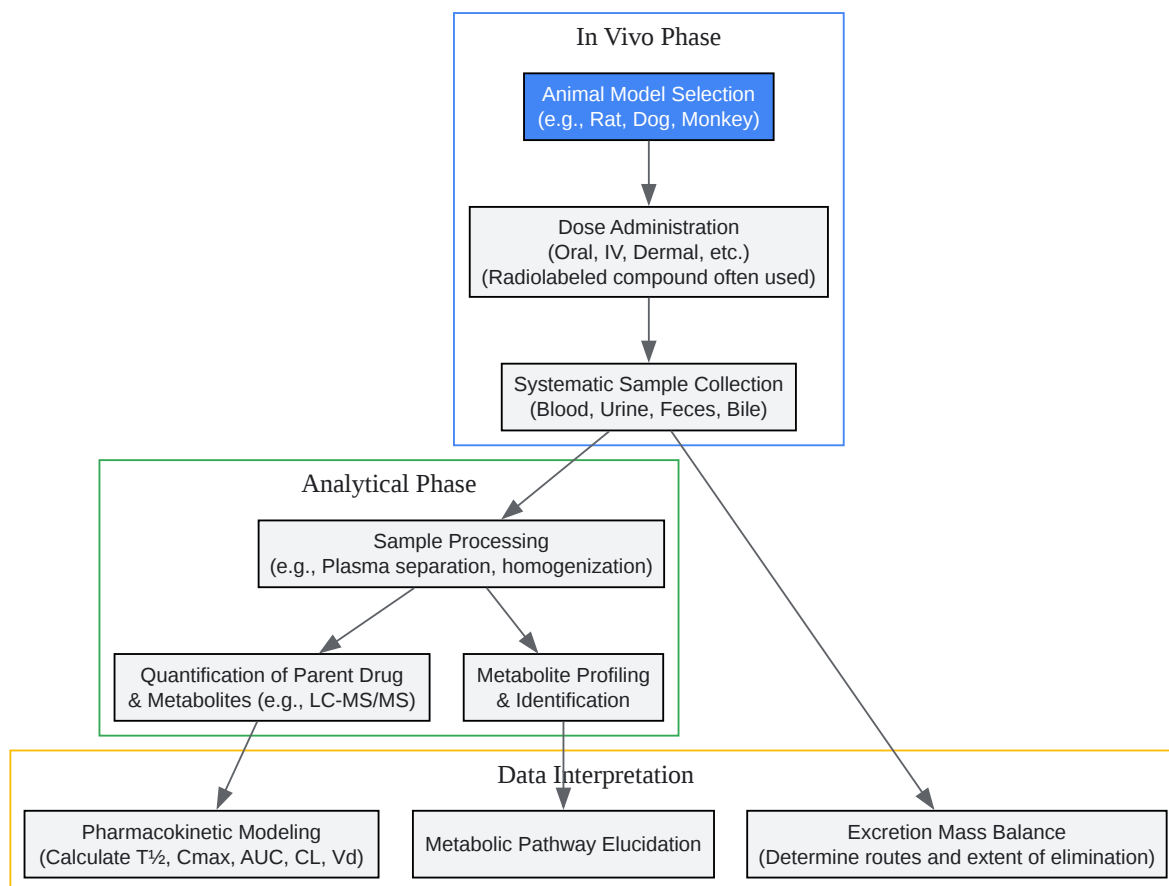 In Vivo Phase
Animal Model Selection
(e.g., Rat, Dog, Monkey)
Dose Administration
(Oral, IV, Dermal, etc.)
(Radiolabeled compound often used)
Systematic Sample Collection
(Blood, Urine, Feces, Bile)
Analytical Phase
Sample Processing
(e.g., Plasma separation, homogenization)
Quantification of Parent Drug
& Metabolites (e.g., LC-MS/MS)
Metabolite Profiling
& Identification
Data Interpretation
Pharmacokinetic Modeling
(Calculate T½, Cmax, AUC, CL, Vd)
Metabolic Pathway Elucidation
Excretion Mass Balance
(Determine routes and extent of elimination)